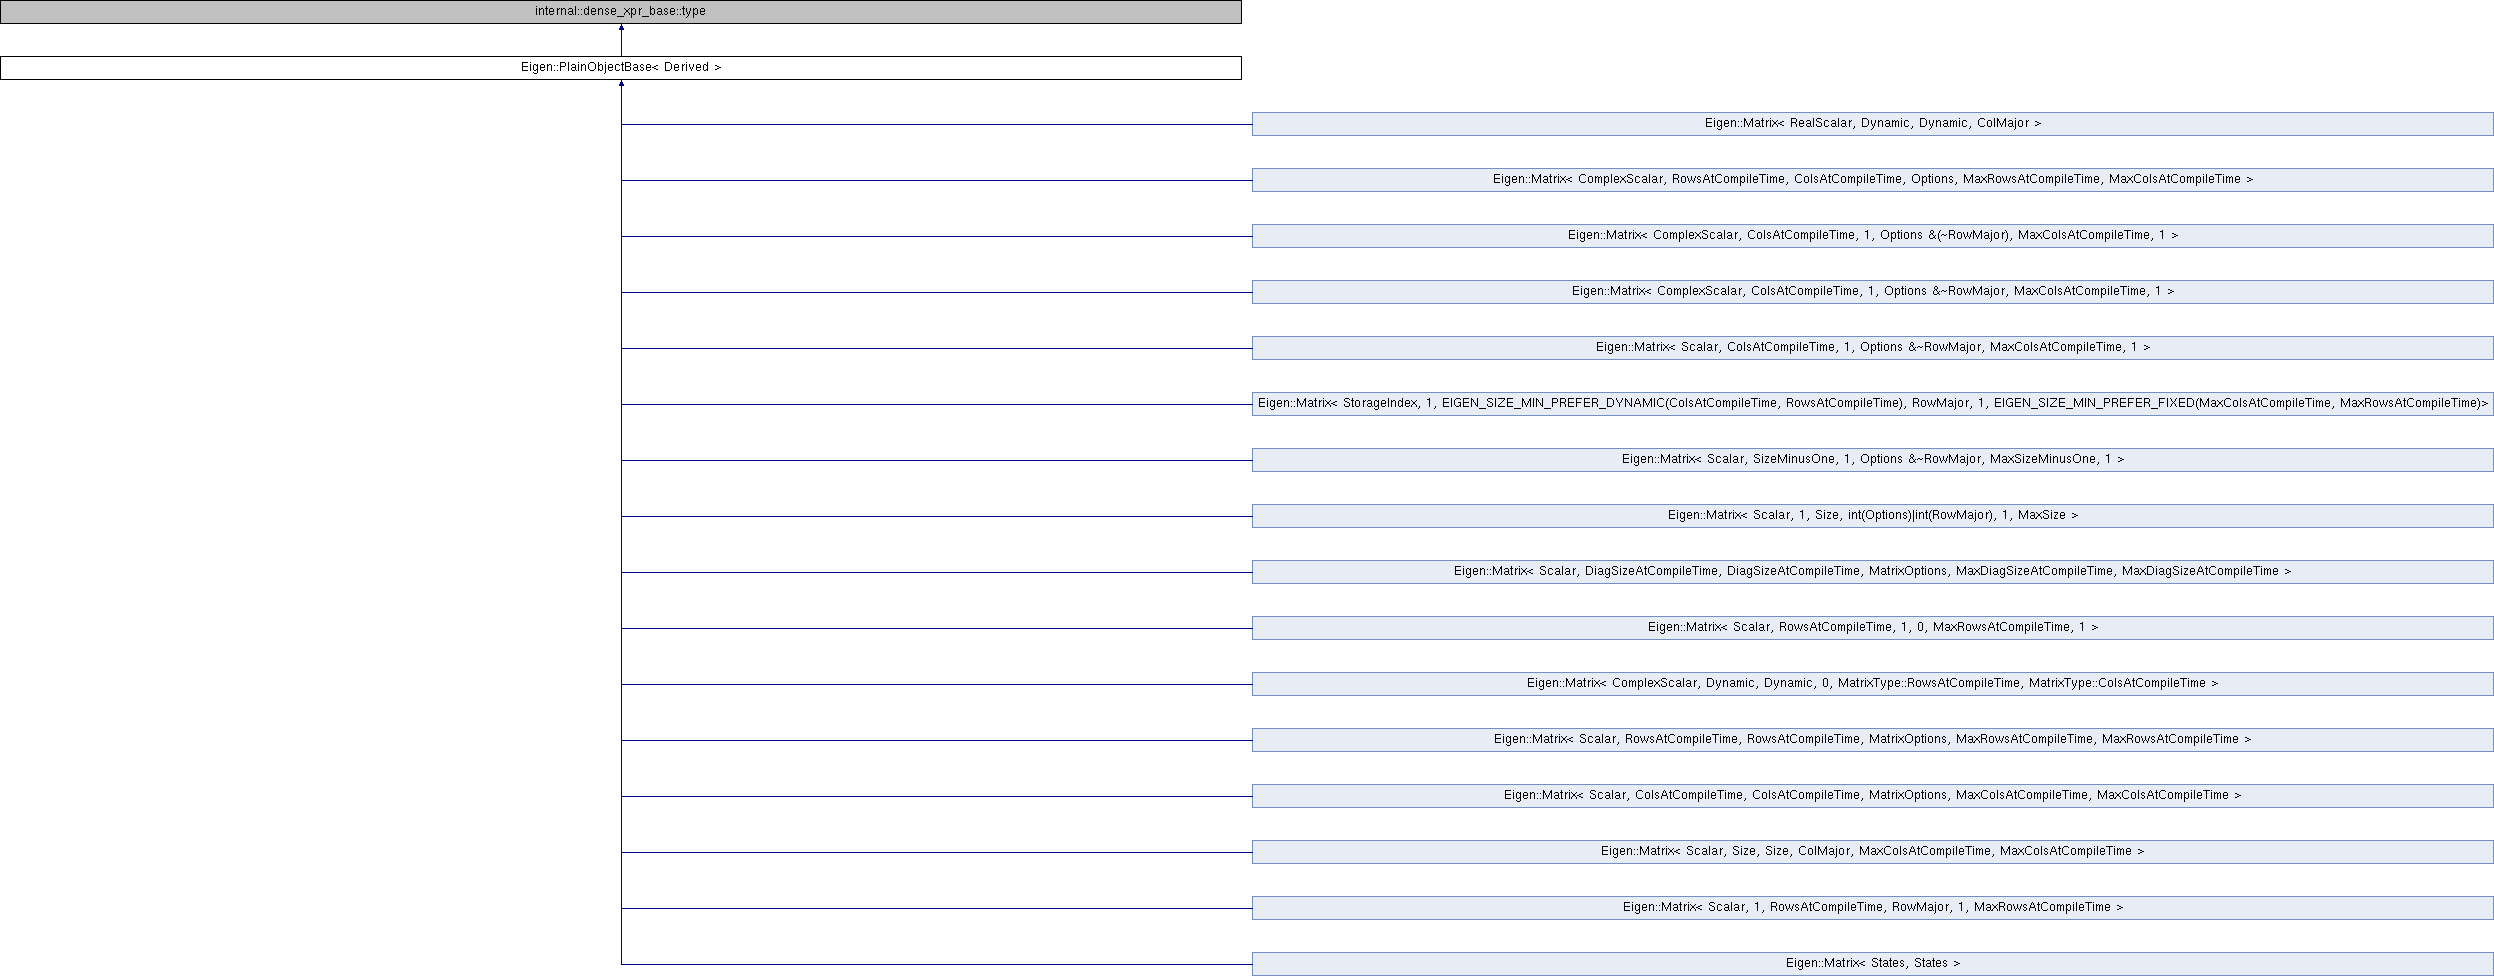 internal::dense_xpr_base::type
Eigen::PlainObjectBase< Derived >
Eigen::Matrix< RealScalar, Dynamic, Dynamic, ColMajor >
Eigen::Matrix< ComplexScalar, RowsAtCompileTime, ColsAtCompileTime, Options, MaxRowsAtCompileTime, MaxColsAtCompileTime >
Eigen::Matrix< ComplexScalar, ColsAtCompileTime, 1, Options &(~RowMajor), MaxColsAtCompileTime, 1 >
Eigen::Matrix< ComplexScalar, ColsAtCompileTime, 1, Options &~RowMajor, MaxColsAtCompileTime, 1 >
Eigen::Matrix< Scalar, ColsAtCompileTime, 1, Options &~RowMajor, MaxColsAtCompileTime, 1 >
Eigen::Matrix< StorageIndex, 1, EIGEN_SIZE_MIN_PREFER_DYNAMIC(ColsAtCompileTime, RowsAtCompileTime), RowMajor, 1, EIGEN_SIZE_MIN_PREFER_FIXED(MaxColsAtCompileTime, MaxRowsAtCompileTime)>
Eigen::Matrix< Scalar, SizeMinusOne, 1, Options &~RowMajor, MaxSizeMinusOne, 1 >
Eigen::Matrix< Scalar, 1, Size, int(Options)|int(RowMajor), 1, MaxSize >
Eigen::Matrix< Scalar, DiagSizeAtCompileTime, DiagSizeAtCompileTime, MatrixOptions, MaxDiagSizeAtCompileTime, MaxDiagSizeAtCompileTime >
Eigen::Matrix< Scalar, RowsAtCompileTime, 1, 0, MaxRowsAtCompileTime, 1 >
Eigen::Matrix< ComplexScalar, Dynamic, Dynamic, 0, MatrixType::RowsAtCompileTime, MatrixType::ColsAtCompileTime >
Eigen::Matrix< Scalar, RowsAtCompileTime, RowsAtCompileTime, MatrixOptions, MaxRowsAtCompileTime, MaxRowsAtCompileTime >
Eigen::Matrix< Scalar, ColsAtCompileTime, ColsAtCompileTime, MatrixOptions, MaxColsAtCompileTime, MaxColsAtCompileTime >
Eigen::Matrix< Scalar, Size, Size, ColMajor, MaxColsAtCompileTime, MaxColsAtCompileTime >
Eigen::Matrix< Scalar, 1, RowsAtCompileTime, RowMajor, 1, MaxRowsAtCompileTime >
Eigen::Matrix< States, States >